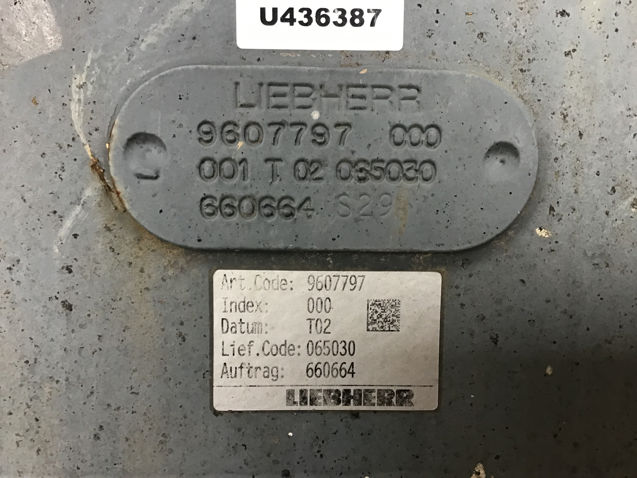 U436387
LIEBHERR
9607797 000
001 T 02 065030
660664 S29
Art.Code: 9607797
Index: 000
Datum: T02
Lief.Code: 065030
Auftrag: 660664
LIEBHERR